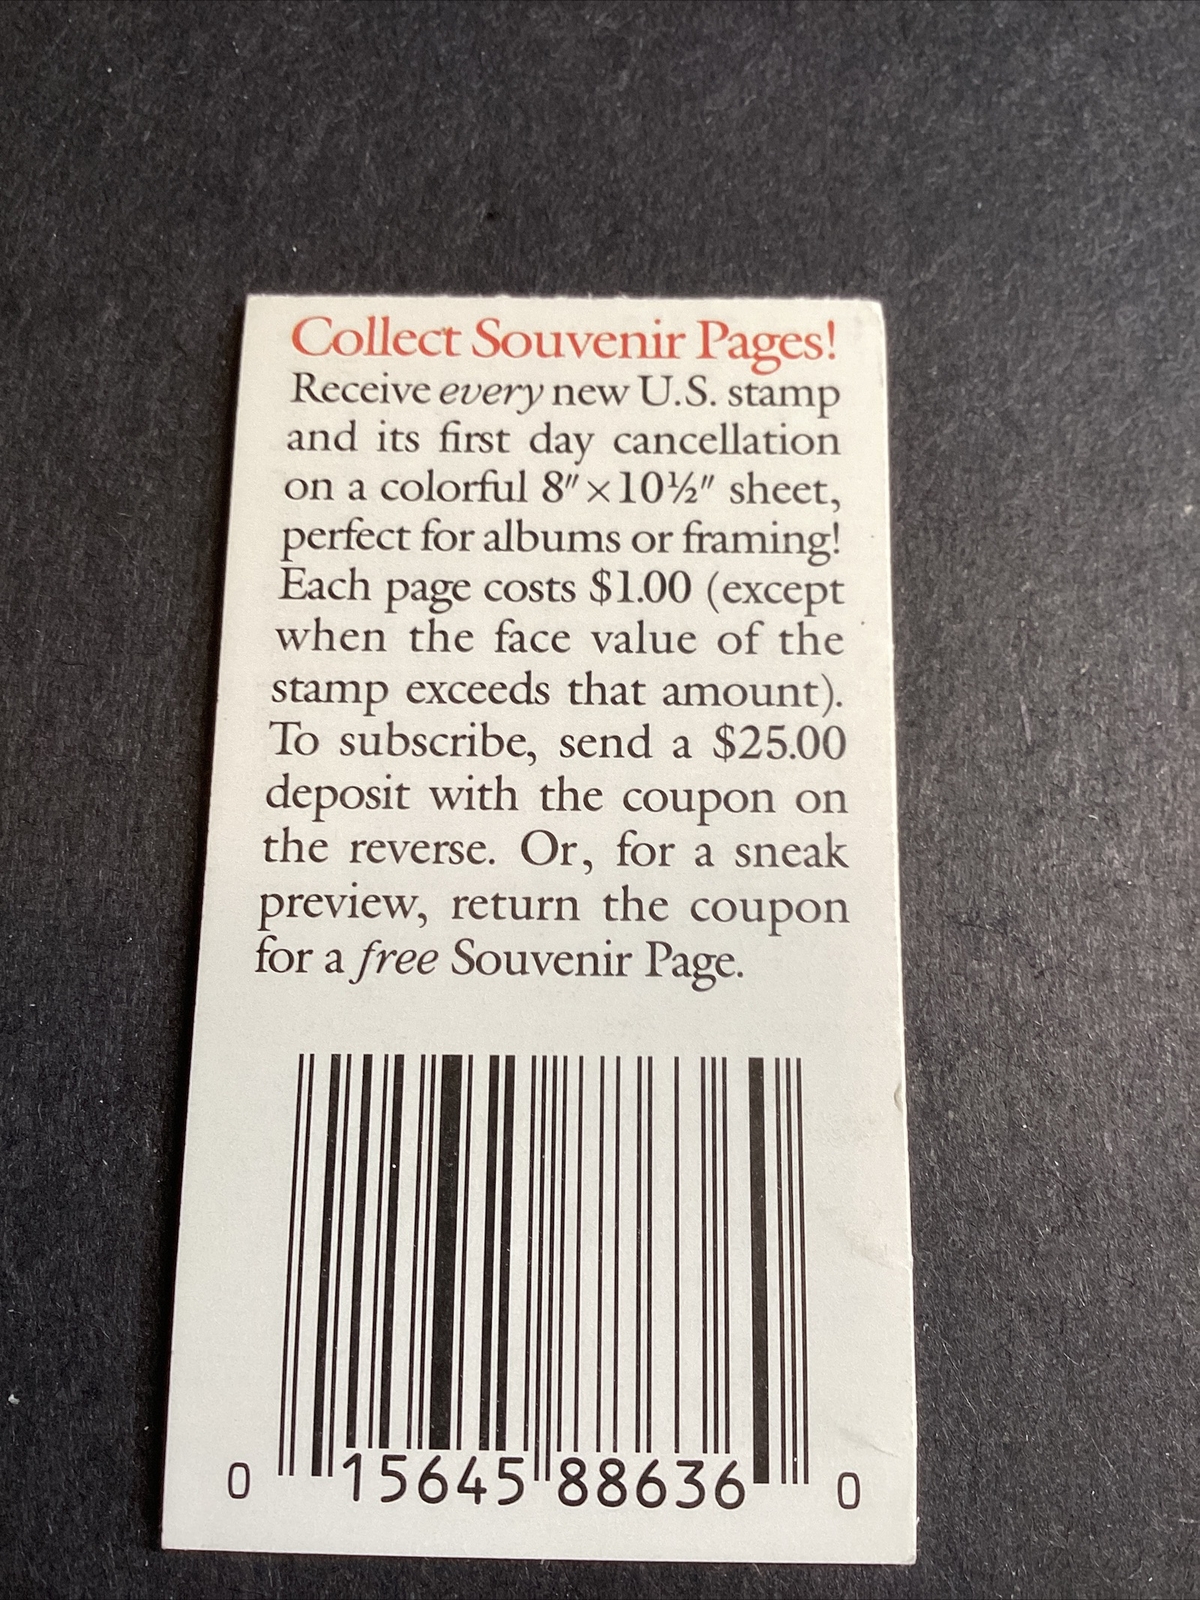 Collect Souvenir Pages!
Receive every new U.S. stamp
and its first day cancellation
on a colorful 8″×10½″ sheet,
perfect for albums or framing!
Each page costs $1.00 (except
when the face value of the
stamp exceeds that amount).
To subscribe, send a $25.00
deposit with the coupon on
the reverse. Or, for a sneak
preview, return the coupon
for a free Souvenir Page.
0 15645 88636 0